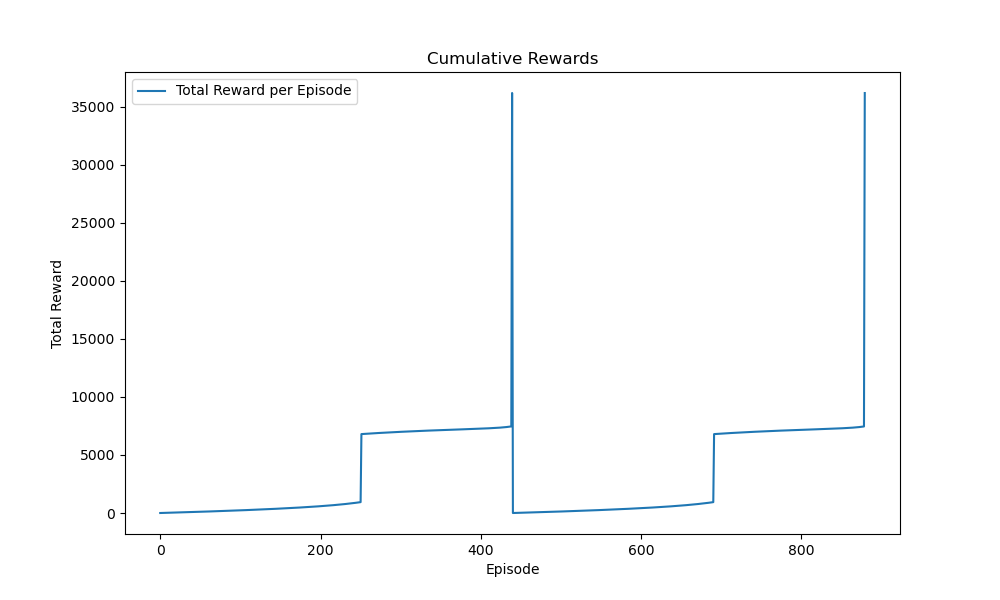 Cumulative Rewards
Total Reward per Episode
35000
30000
25000
20000
15000
10000
5000
0
Total Reward
0 200 400 600 800
Episode